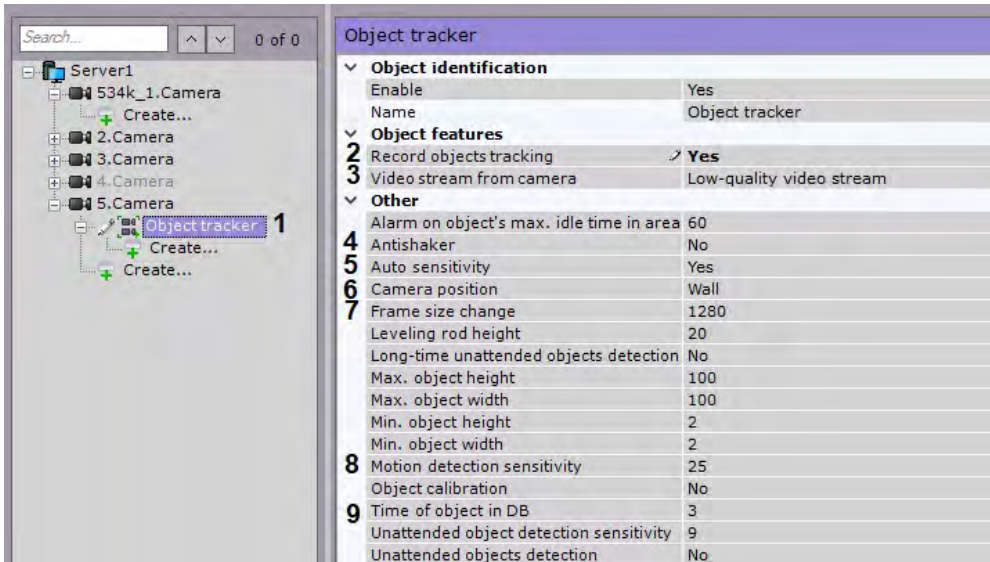 Search...
0 of 0
Server1
534k_1.Camera
Create...
2.Camera
3.Camera
4.Camera
5.Camera
Object tracker 1
Create...
Create...
Object tracker
Object identification
Enable Yes
Name Object tracker
Object features
2 Record objects tracking Yes
3 Video stream from camera Low-quality video stream
Other
Alarm on object's max. idle time in area 60
4 Antishaker No
5 Auto sensitivity Yes
6 Camera position Wall
7 Frame size change 1280
Leveling rod height 20
Long-time unattended objects detection No
Max. object height 100
Max. object width 100
Min. object height 2
Min. object width 2
8 Motion detection sensitivity 25
Object calibration No
9 Time of object in DB 3
Unattended object detection sensitivity 9
Unattended objects detection No